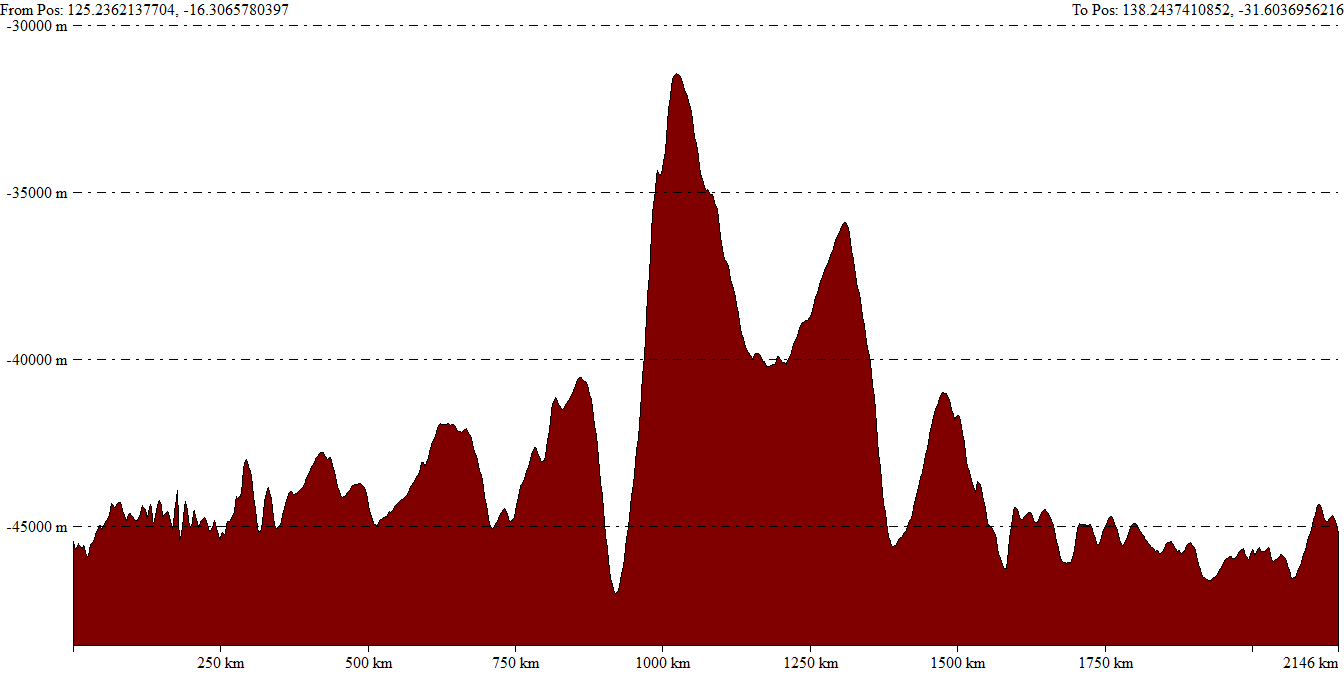 From Pos: 125.2362137704, -16.3065780397
To Pos: 138.2437410852, -31.6036956216
-30000 m
-35000 m
-40000 m
-45000 m
250 km
500 km
750 km
1000 km
1250 km
1500 km
1750 km
2146 km